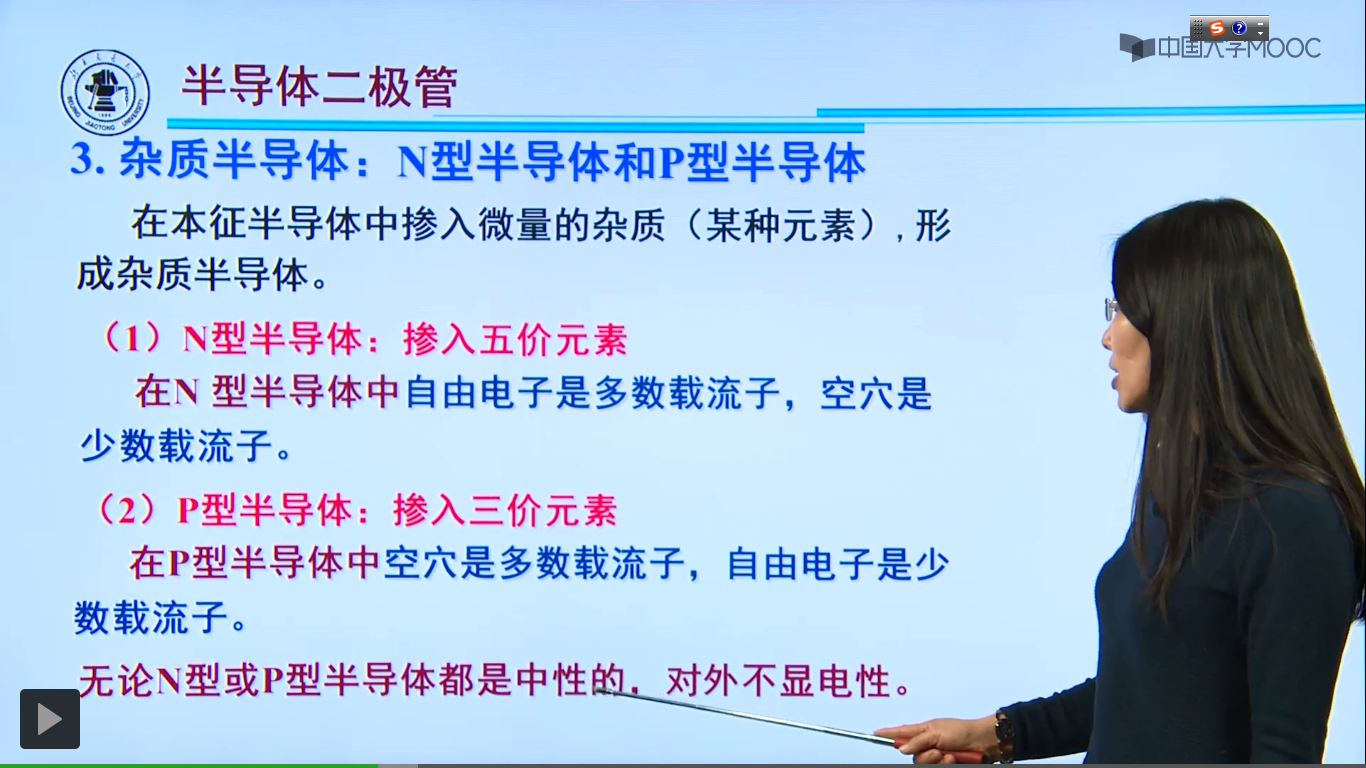 中国大学MOOC
半导体二极管
3. 杂质半导体：N型半导体和P型半导体
在本征半导体中掺入微量的杂质（某种元素）, 形
成杂质半导体。
（1）N型半导体：掺入五价元素
在N 型半导体中自由电子是多数载流子，空穴是
少数载流子。
（2）P型半导体：掺入三价元素
在P型半导体中空穴是多数载流子，自由电子是少
数载流子。
无论N型或P型半导体都是中性的，对外不显电性。
BEIJING JIAOTONG UNIVERSITY